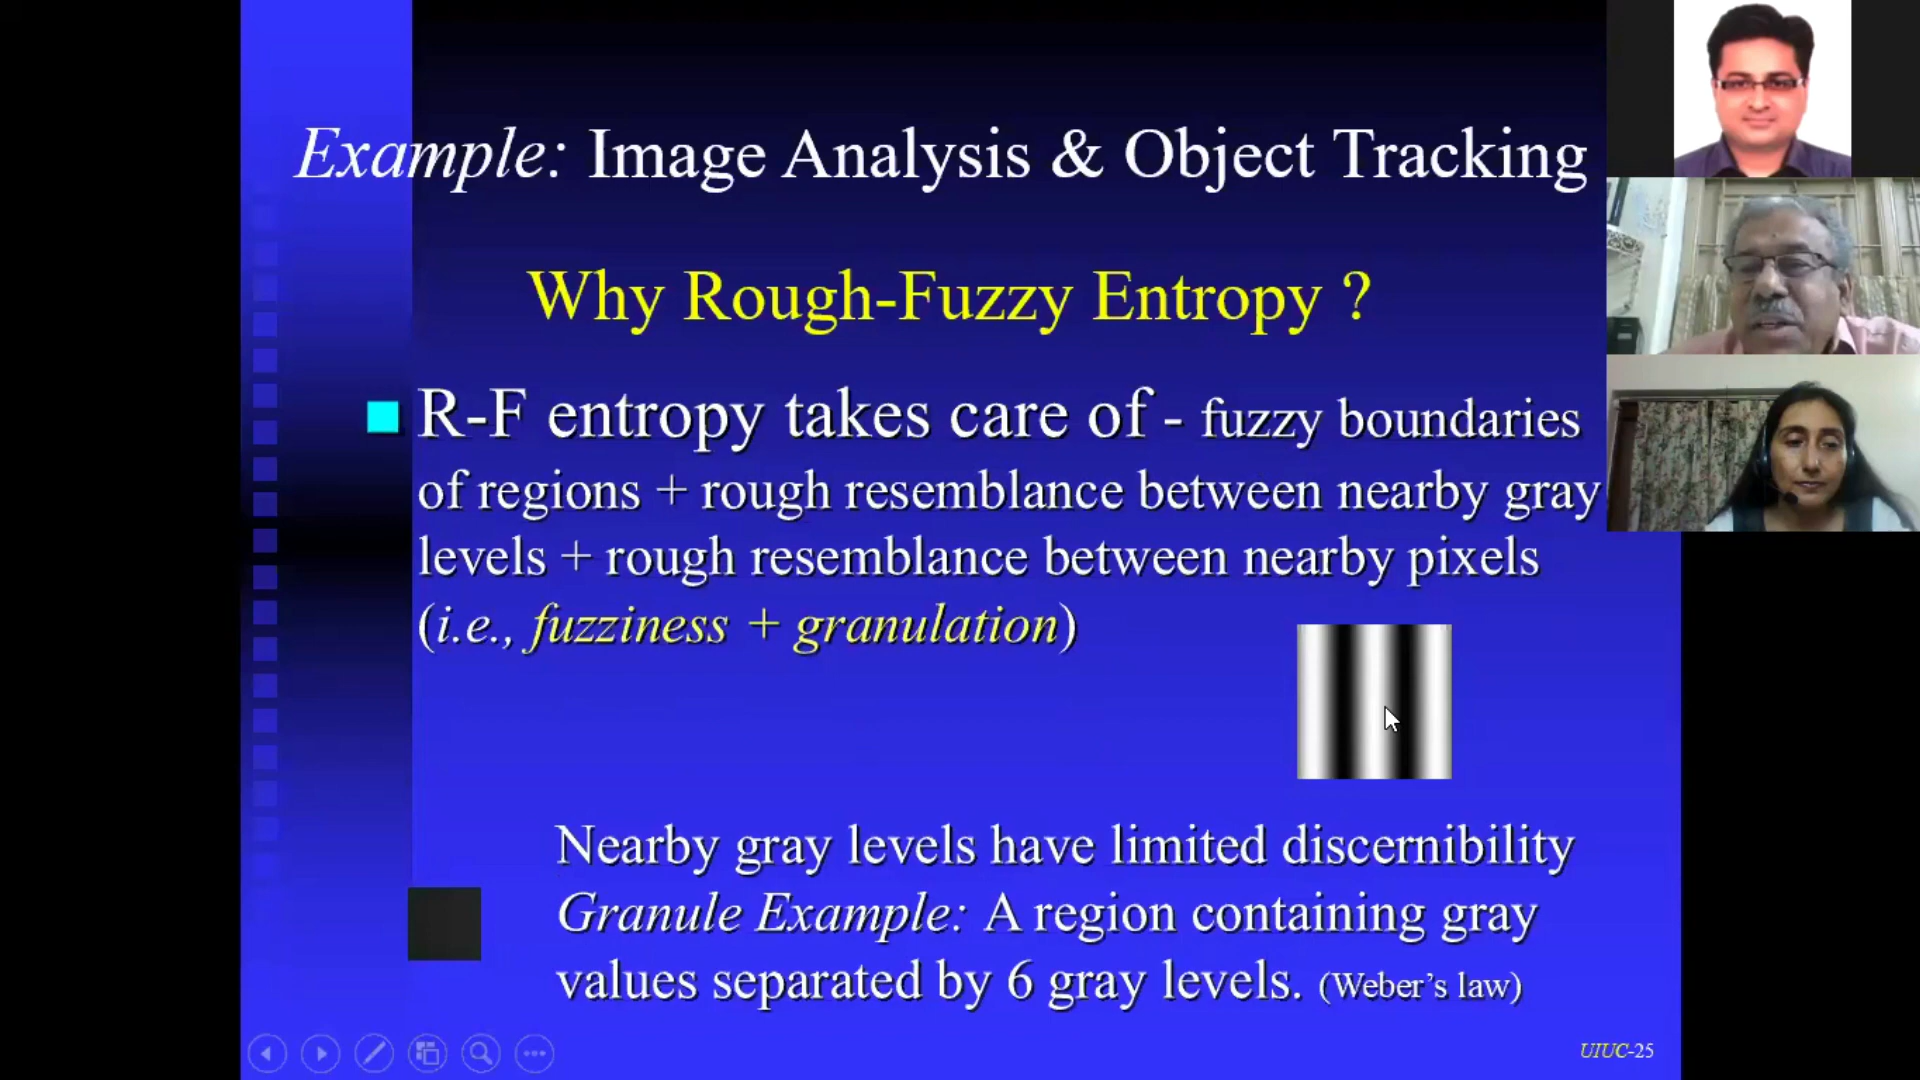 Example: Image Analysis & Object Tracking
Why Rough-Fuzzy Entropy ?
R-F entropy takes care of - fuzzy boundaries
of regions + rough resemblance between nearby gray
levels + rough resemblance between nearby pixels
(i.e., fuzziness + granulation)
Nearby gray levels have limited discernibility
Granule Example: A region containing gray
values separated by 6 gray levels. (Weber's law)
UIUC-25